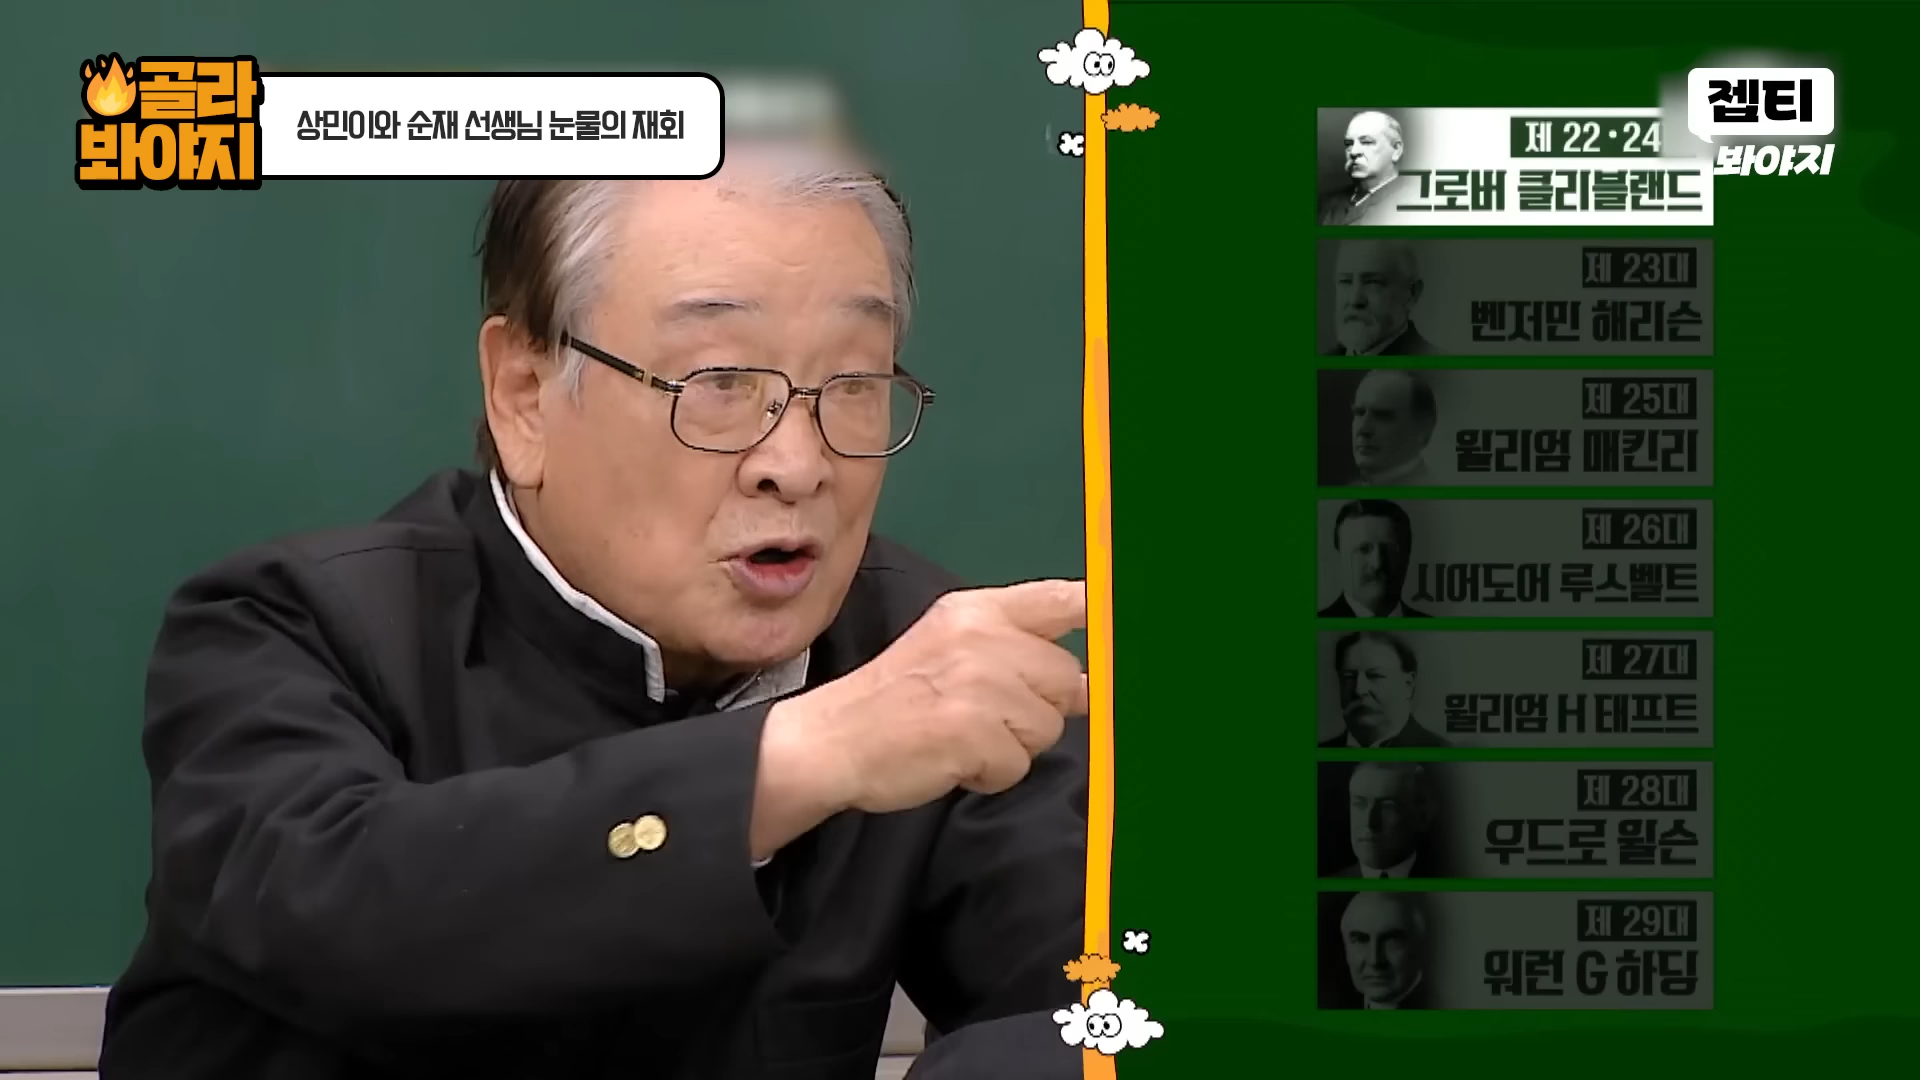 골라
봐야지
상민이와 순재 선생님 눈물의 재회
젭티
봐야지
제 22·24
그로버 클리블랜드
제 23대
벤저민 해리슨
제 25대
윌리엄 매킨리
제 26대
시어도어 루스벨트
제 27대
윌리엄 H 태프트
제 28대
우드로 윌슨
제 29대
워런 G 하딩